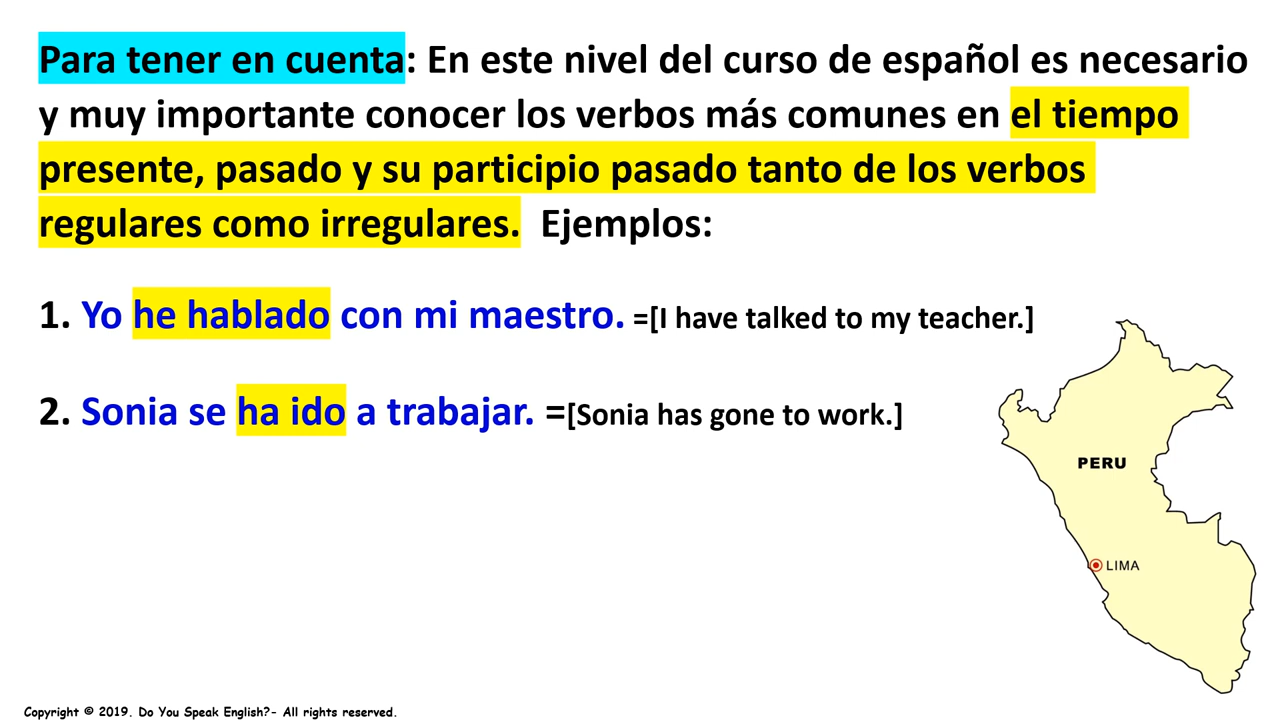 Para tener en cuenta: En este nivel del curso de español es necesario
y muy importante conocer los verbos más comunes en el tiempo
presente, pasado y su participio pasado tanto de los verbos
regulares como irregulares. Ejemplos:
1. Yo he hablado con mi maestro. =[I have talked to my teacher.]
2. Sonia se ha ido a trabajar. =[Sonia has gone to work.]
PERU
LIMA
Copyright © 2019. Do You Speak English?- All rights reserved.